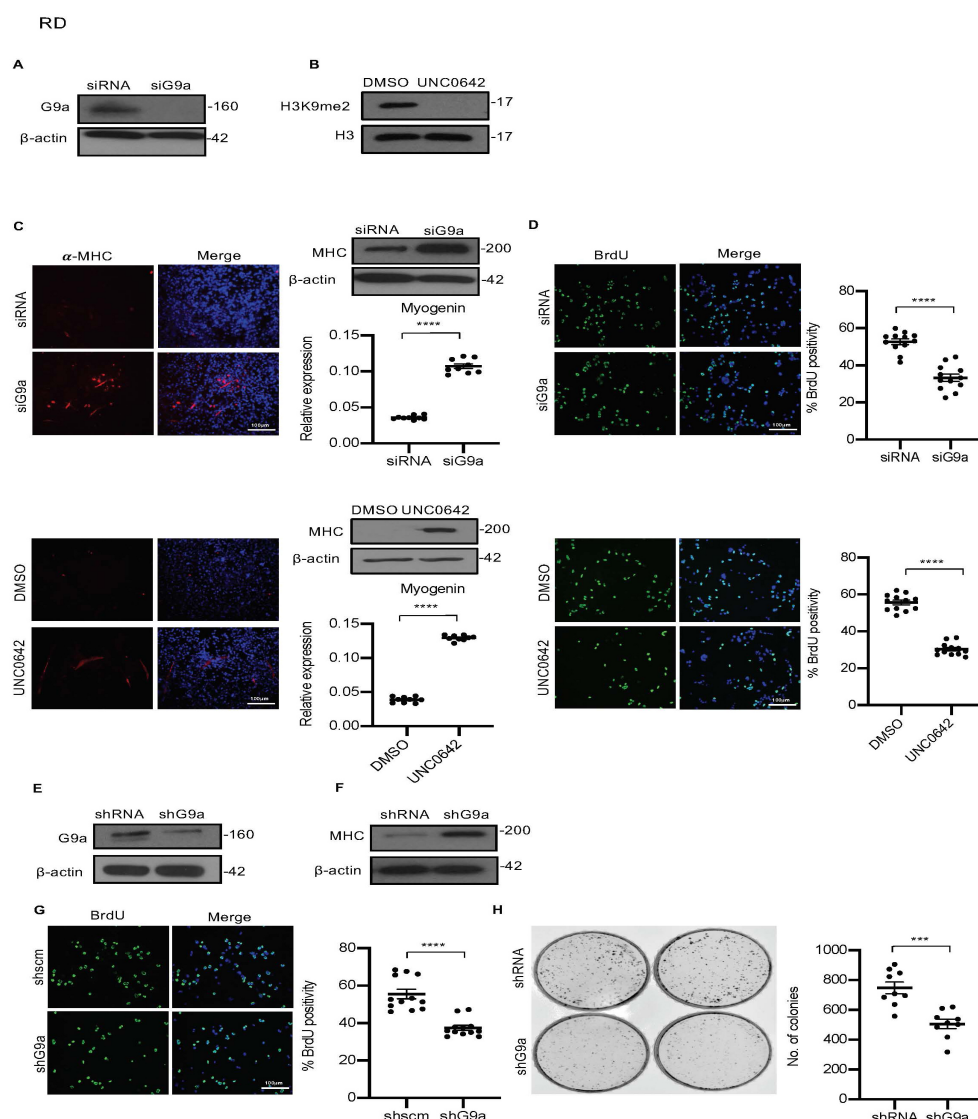 RD
A
siRNA siG9a
G9a
-160
β-actin
-42
B
DMSO UNC0642
H3K9me2
-17
H3
-17
C
α-MHC Merge
siRNA
siG9a
100μm
siRNA siG9a
MHC
-200
β-actin
-42
Myogenin
****
Relative expression
0.15
0.10
0.05
0.00
siRNA siG9a
D
BrdU Merge
siRNA
siG9a
100μm
% BrdU positivity
80
60
40
20
0
****
siRNA siG9a
DMSO
UNC0642
100μm
DMSO UNC0642
MHC
-200
β-actin
-42
Myogenin
****
Relative expression
0.15
0.10
0.05
0.00
DMSO
UNC0642
DMSO
UNC0642
100μm
% BrdU positivity
80
60
40
20
0
****
DMSO
UNC0642
E
shRNA shG9a
G9a
-160
β-actin
-42
F
shRNA shG9a
MHC
-200
β-actin
-42
G
BrdU Merge
shscm
shG9a
100μm
% BrdU positivity
80
60
40
20
0
****
shscm shG9a
H
shRNA
shG9a
No. of colonies
1000
800
600
400
200
0
***
shRNA shG9a